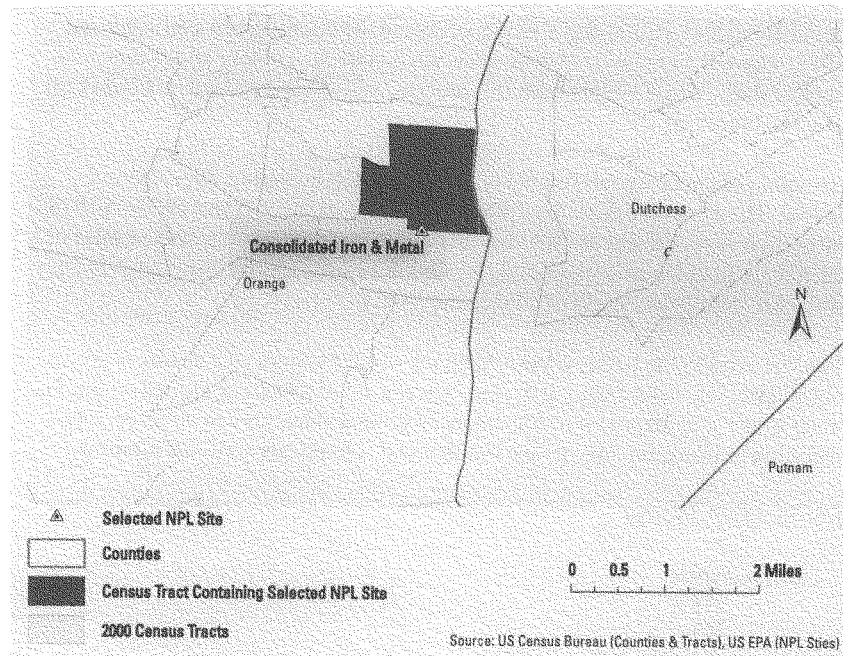 Dutchess
c
Consolidated Iron & Metal
Orange
N
Putnam
Selected NPL Site
Counties
Census Tract Containing Selected NPL Site
2000 Census Tracts
0 0.5 1 2 Miles
Source: US Census Bureau (Counties & Tracts), US EPA (NPL Sties)